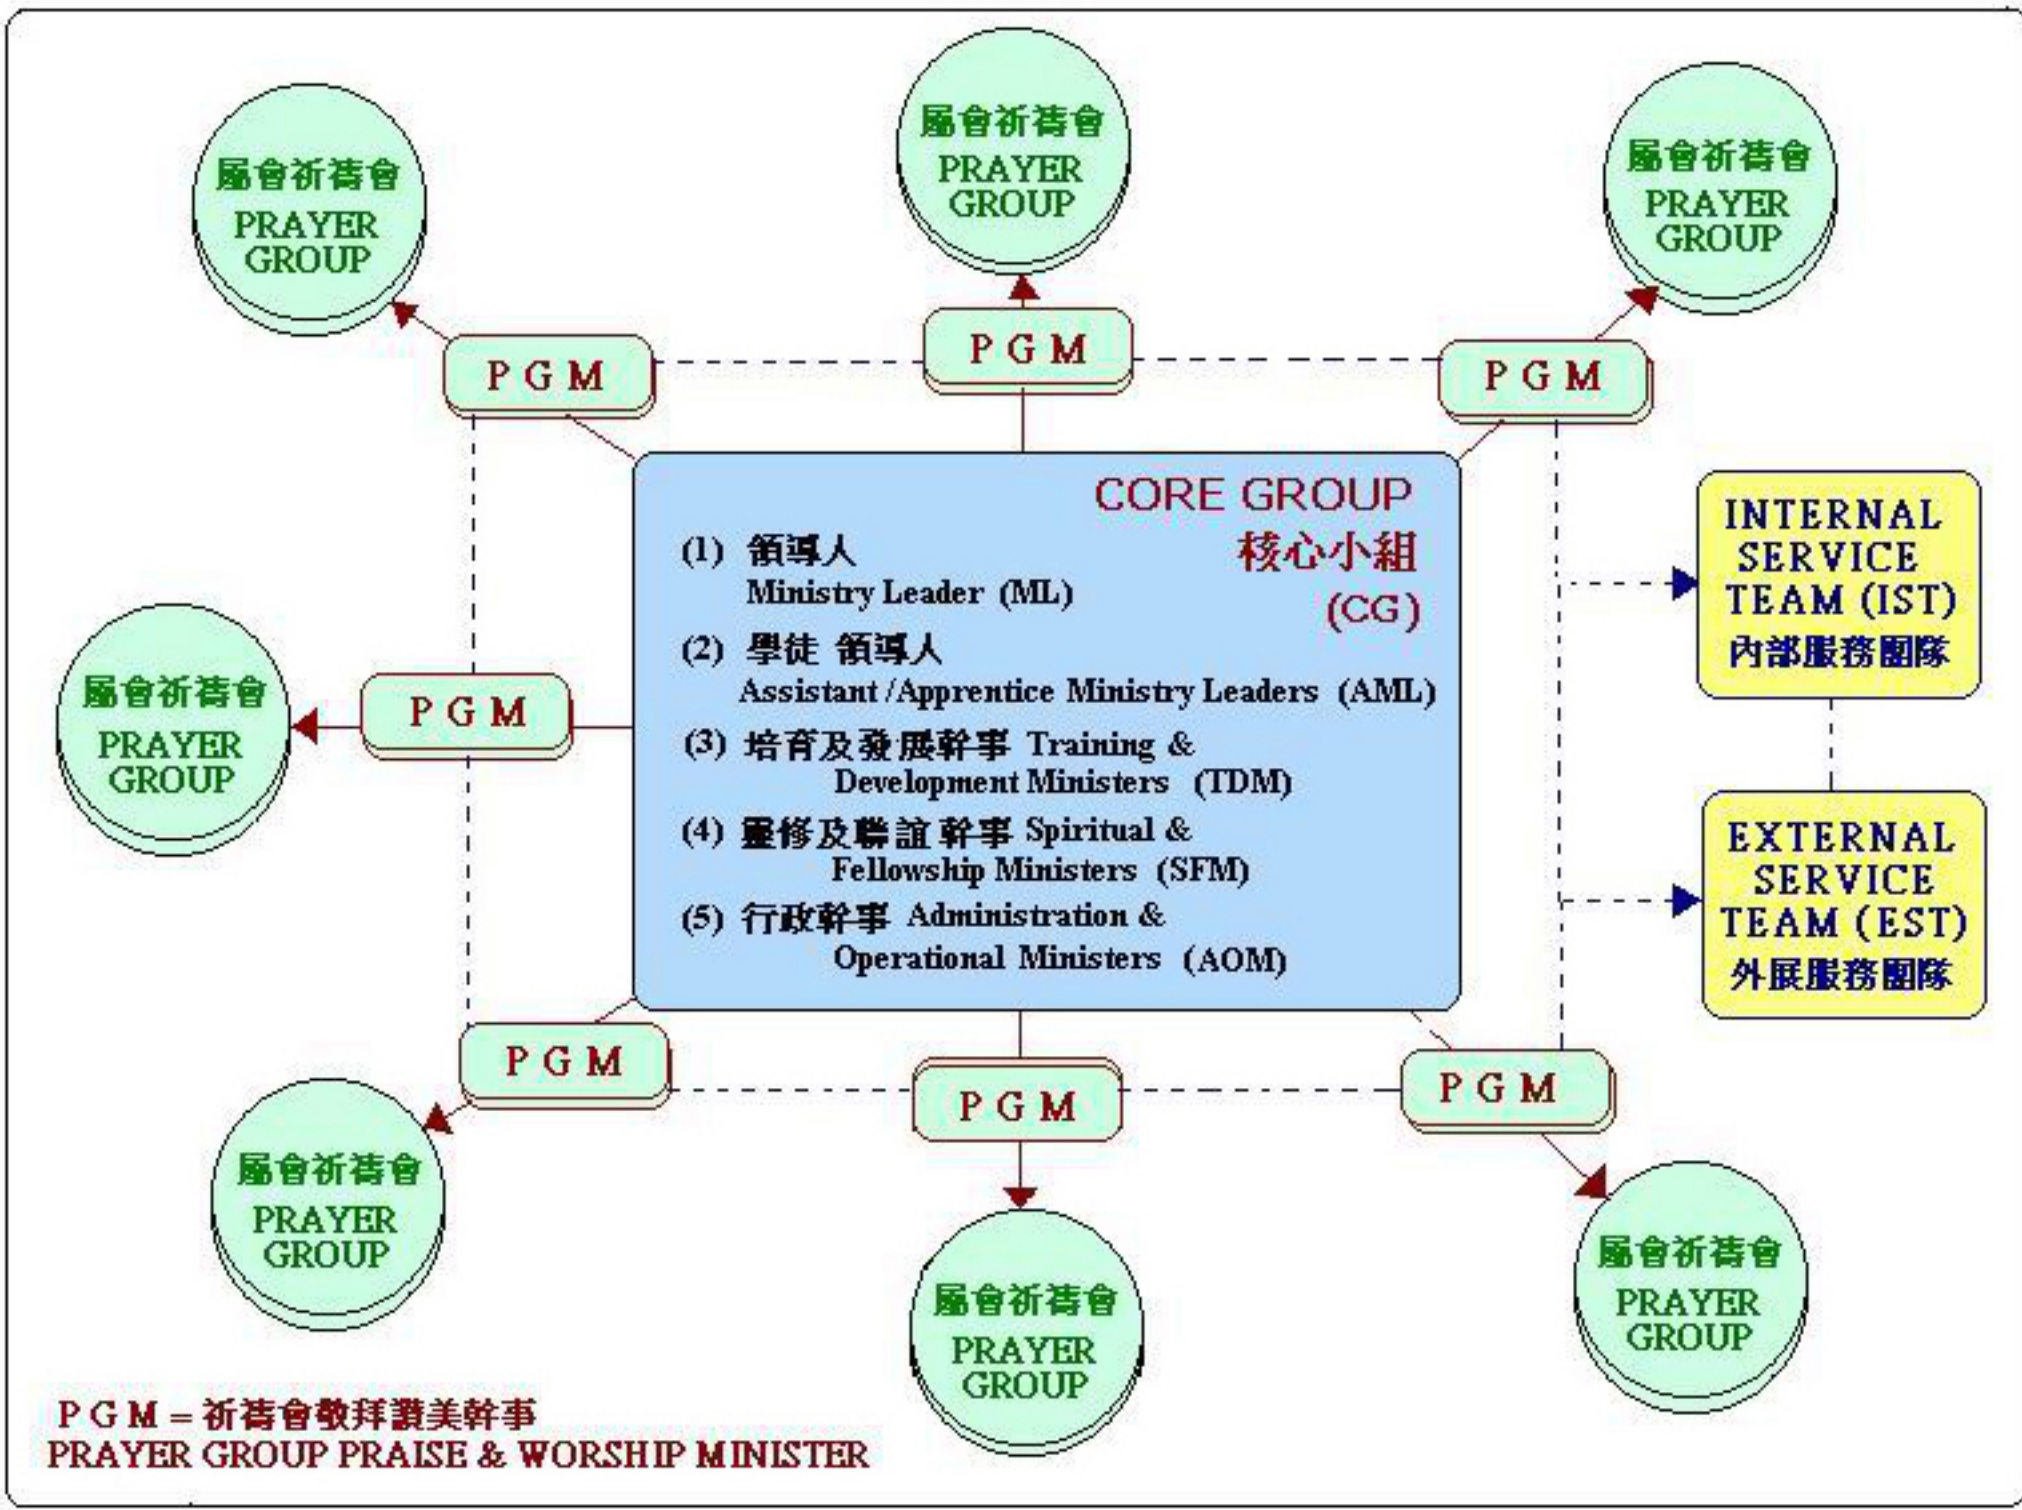 屬會祈禱會
PRAYER
GROUP
屬會祈禱會
PRAYER
GROUP
屬會祈禱會
PRAYER
GROUP
P G M
P G M
P G M
CORE GROUP
核心小組
(CG)
(1) 領導人
Ministry Leader (ML)
(2) 學徒 領導人
Assistant /Apprentice Ministry Leaders (AML)
(3) 培育及發展幹事 Training &
Development Ministers (TDM)
(4) 靈修及聯誼幹事 Spiritual &
Fellowship Ministers (SFM)
(5) 行政幹事 Administration &
Operational Ministers (AOM)
INTERNAL
SERVICE
TEAM (IST)
內部服務團隊
屬會祈禱會
PRAYER
GROUP
P G M
EXTERNAL
SERVICE
TEAM (EST)
外展服務團隊
P G M
P G M
P G M
屬會祈禱會
PRAYER
GROUP
屬會祈禱會
PRAYER
GROUP
屬會祈禱會
PRAYER
GROUP
P G M = 祈禱會敬拜讚美幹事
PRAYER GROUP PRAISE & WORSHIP MINISTER